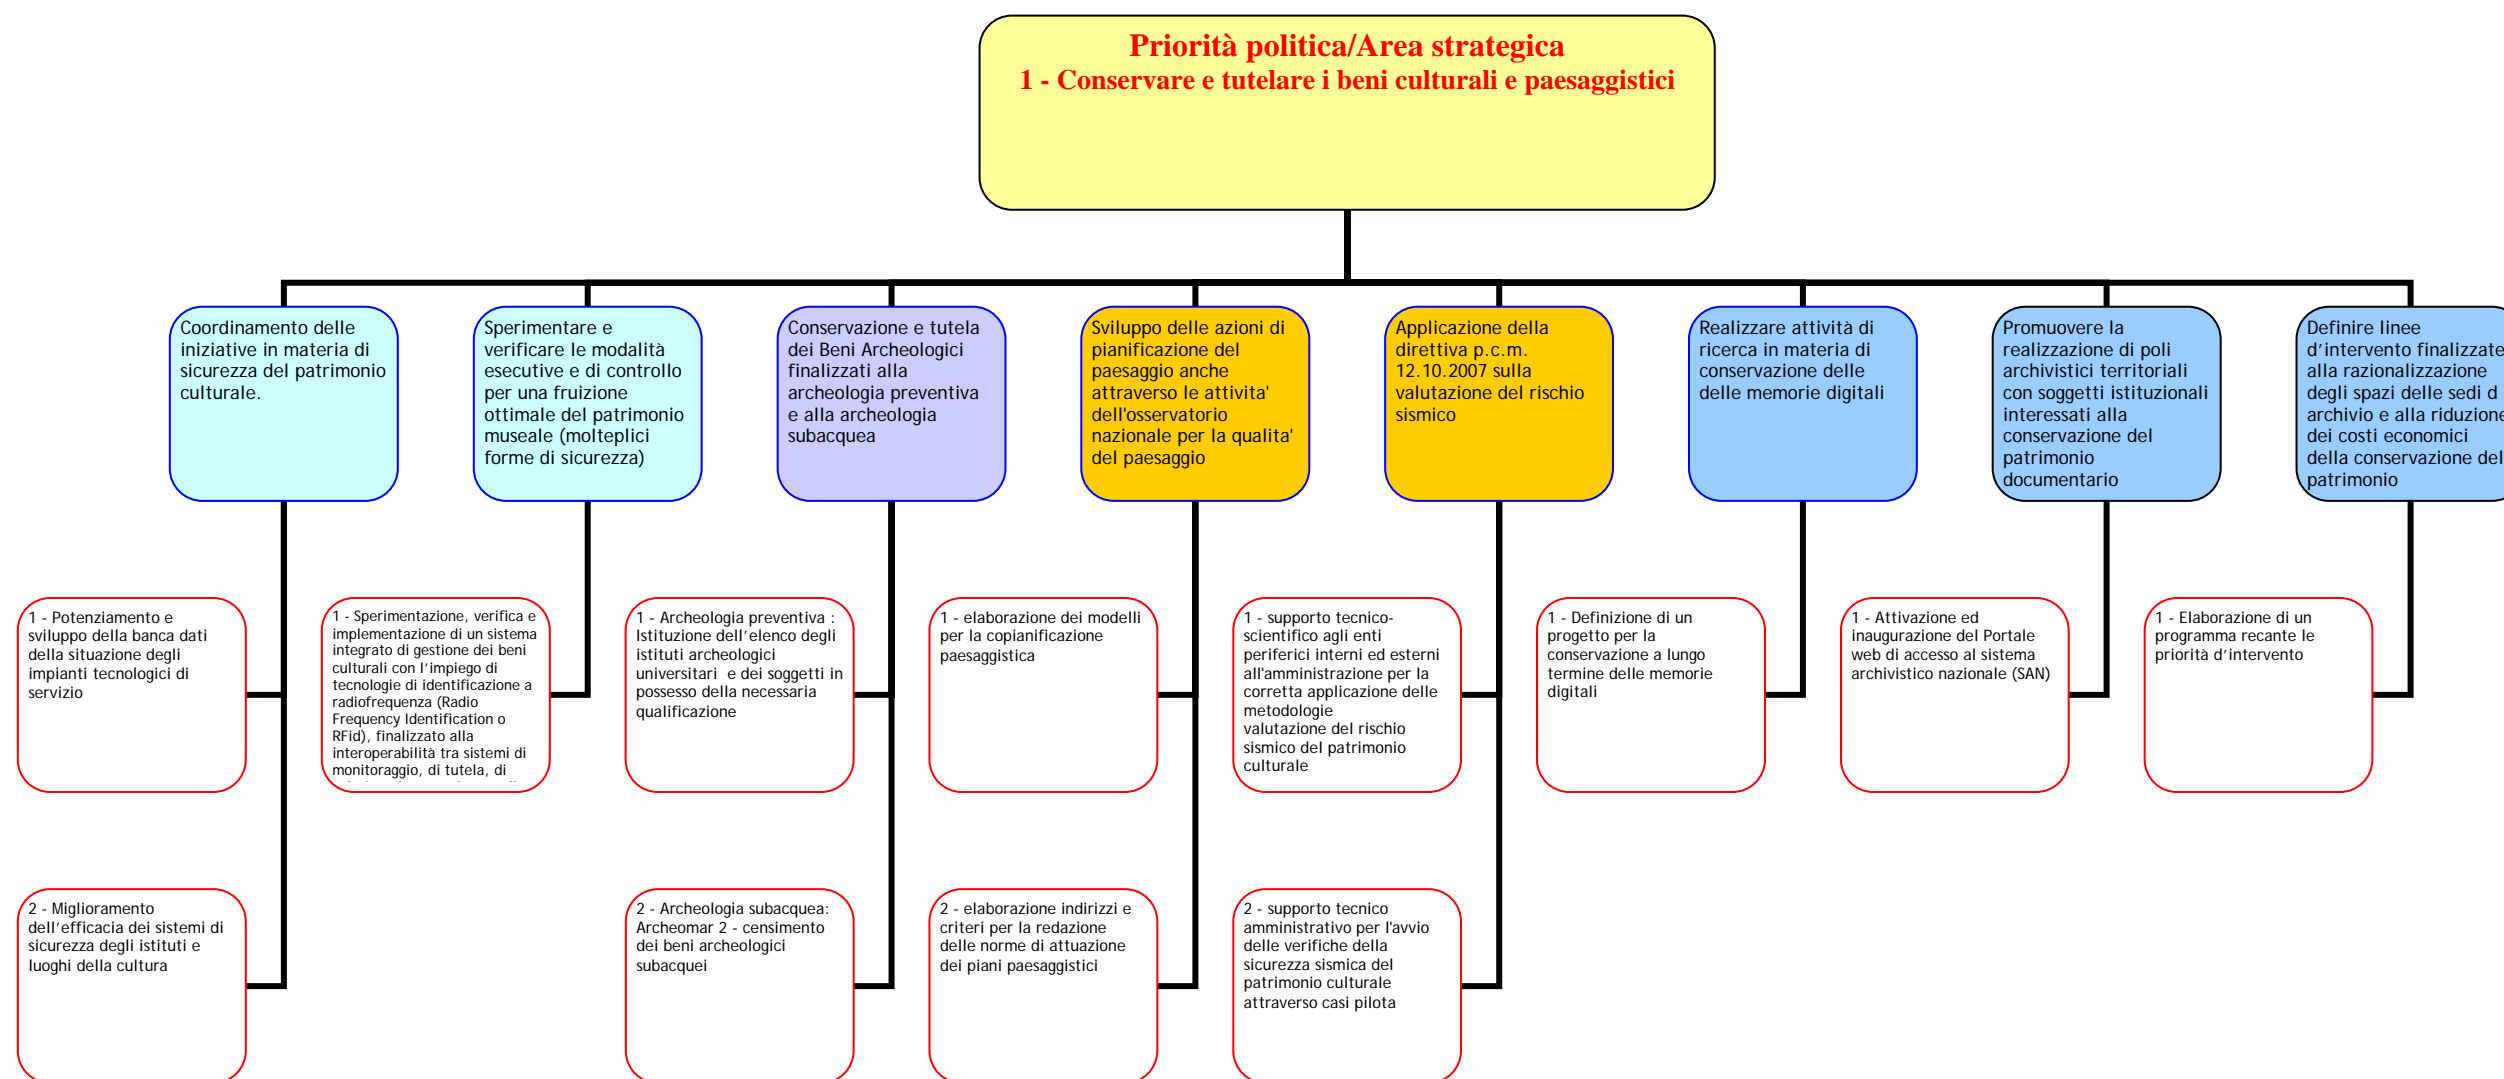 Priorità politica/Area strategica
1 - Conservare e tutelare i beni culturali e paesaggistici
Coordinamento delle
iniziative in materia di
sicurezza del patrimonio
culturale.
Sperimentare e
verificare le modalità
esecutive e di controllo
per una fruizione
ottimale del patrimonio
museale (molteplici
forme di sicurezza)
Conservazione e tutela
dei Beni Archeologici
finalizzati alla
archeologia preventiva
e alla archeologia
subacquea
Sviluppo delle azioni di
pianificazione del
paesaggio anche
attraverso le attivita'
dell'osservatorio
nazionale per la qualita'
del paesaggio
Applicazione della
direttiva p.c.m.
12.10.2007 sulla
valutazione del rischio
sismico
Realizzare attività di
ricerca in materia di
conservazione delle
delle memorie digitali
Promuovere la
realizzazione di poli
archivistici territoriali
con soggetti istituzionali
interessati alla
conservazione del
patrimonio
documentario
Definire linee
d'intervento finalizzate
alla razionalizzazione
degli spazi delle sedi d
archivio e alla riduzione
dei costi economici
della conservazione del
patrimonio
1 - Potenziamento e
sviluppo della banca dati
della situazione degli
impianti tecnologici di
servizio
1 - Sperimentazione, verifica e
implementazione di un sistema
integrato di gestione dei beni
culturali con l'impiego di
tecnologie di identificazione a
radiofrequenza (Radio
Frequency Identification o
RFid), finalizzato alla
interoperabilità tra sistemi di
monitoraggio, di tutela, di
1 - Archeologia preventiva :
Istituzione dell'elenco degli
istituti archeologici
universitari e dei soggetti in
possesso della necessaria
qualificazione
1 - elaborazione dei modelli
per la copianificazione
paesaggistica
1 - supporto tecnico-
scientifico agli enti
periferici interni ed esterni
all'amministrazione per la
corretta applicazione delle
metodologie
valutazione del rischio
sismico del patrimonio
culturale
1 - Definizione di un
progetto per la
conservazione a lungo
termine delle memorie
digitali
1 - Attivazione ed
inaugurazione del Portale
web di accesso al sistema
archivistico nazionale (SAN)
1 - Elaborazione di un
programma recante le
priorità d'intervento
2 - Miglioramento
dell'efficacia dei sistemi di
sicurezza degli istituti e
luoghi della cultura
2 - Archeologia subacquea:
Archeomar 2 - censimento
dei beni archeologici
subacquei
2 - elaborazione indirizzi e
criteri per la redazione
delle norme di attuazione
dei piani paesaggistici
2 - supporto tecnico
amministrativo per l'avvio
delle verifiche della
sicurezza sismica del
patrimonio culturale
attraverso casi pilota